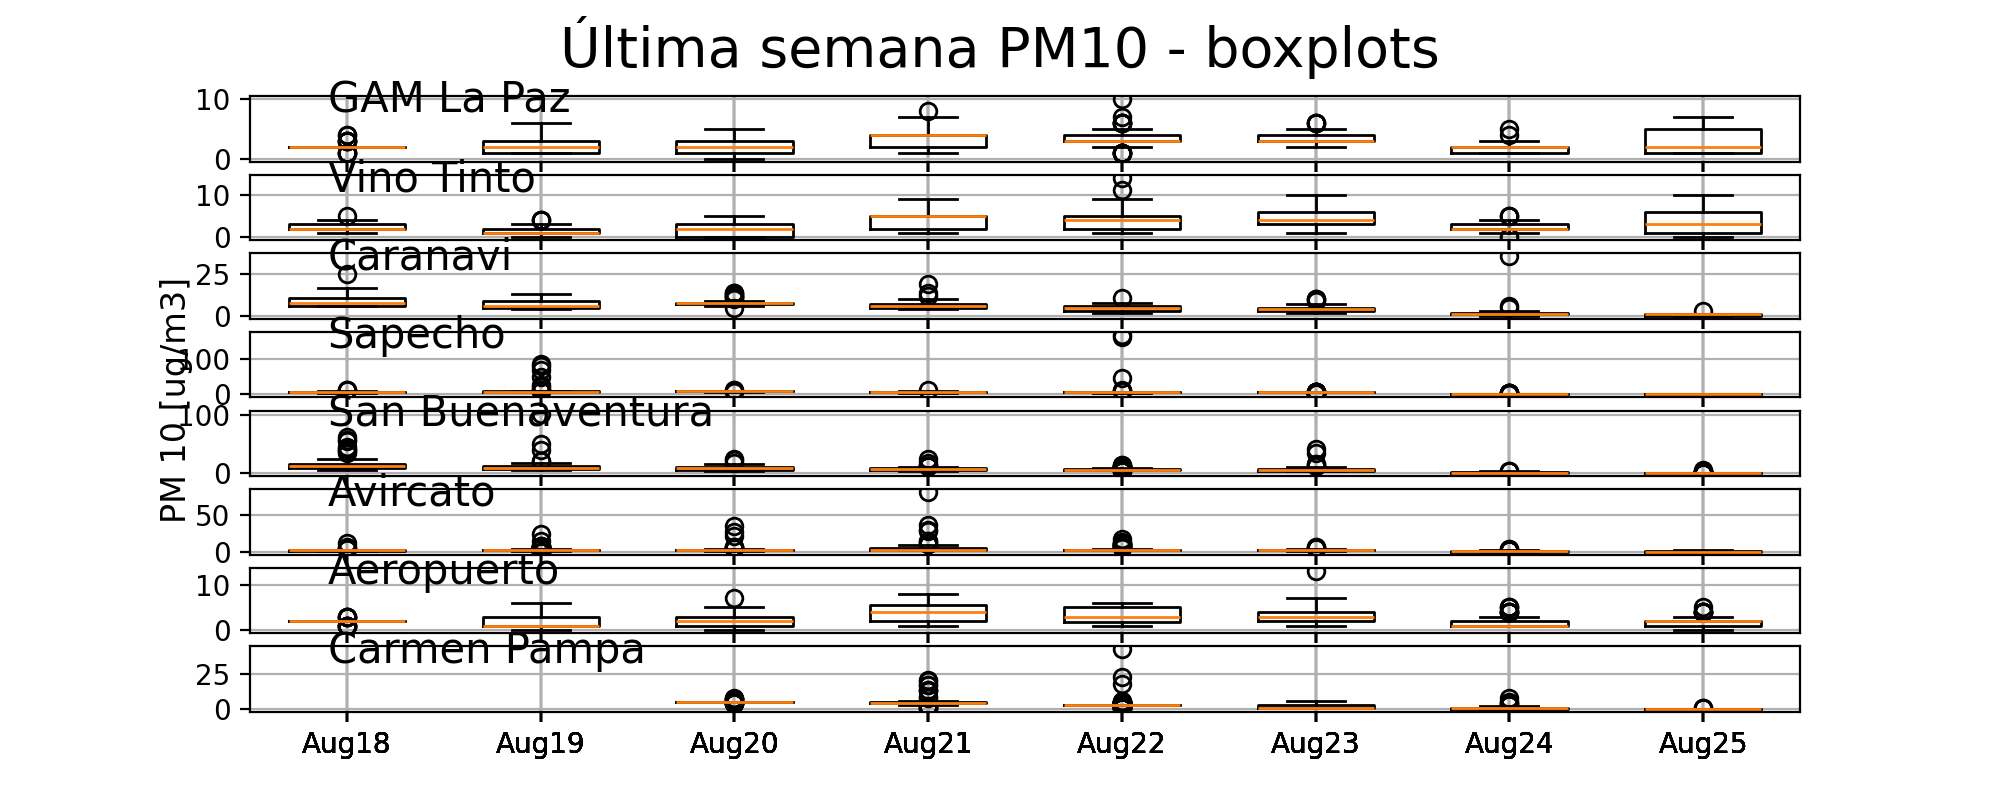 Última semana PM10 - boxplots
GAM La Paz
10
0
Vino Tinto
10
0
Caranavi
25
0
Sapecho
100
0
San Buenaventura
100
0
Avircato
50
0
Aeropuerto
10
0
Carmen Pampa
25
0
PM 10 [ug/m3]
Aug18 Aug19 Aug20 Aug21 Aug22 Aug23 Aug24 Aug25